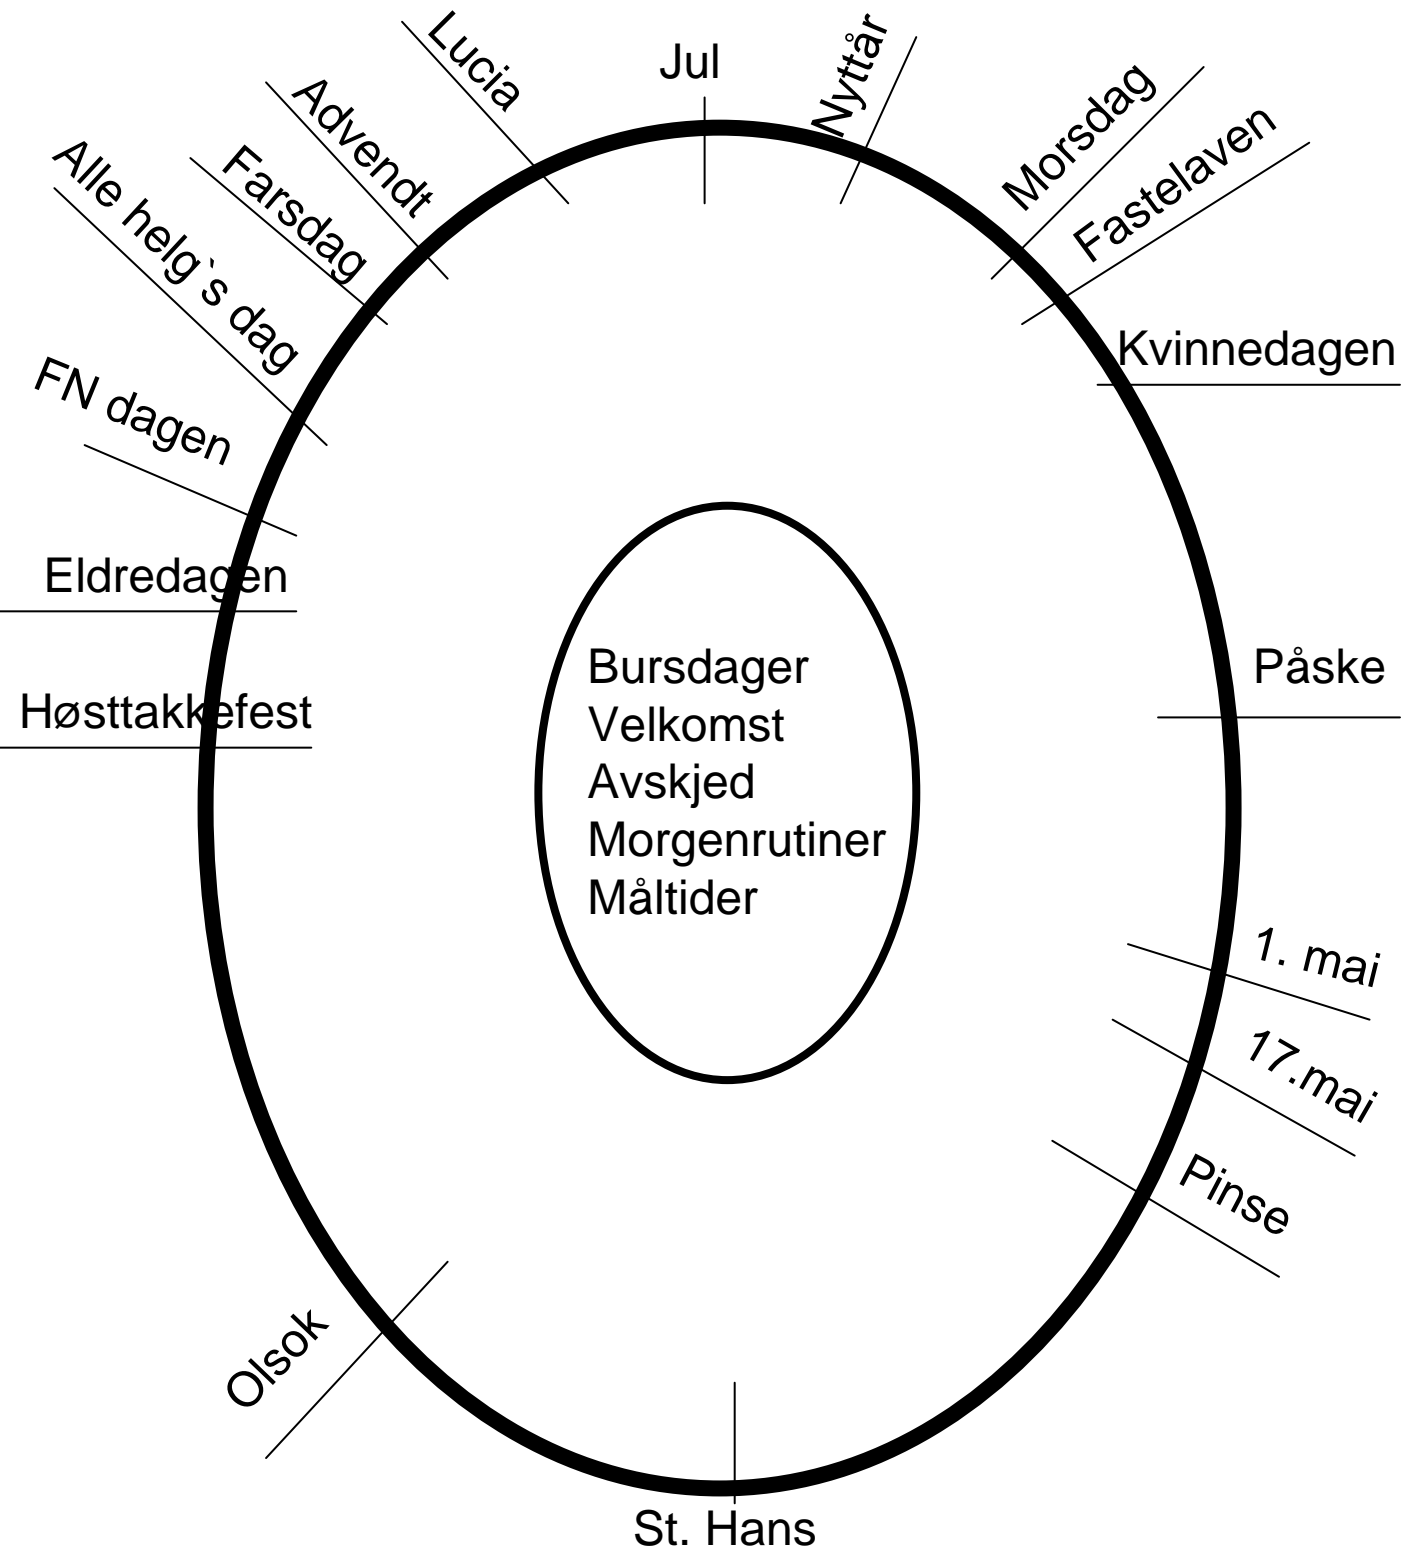 Jul
Nyttår
Morsdag
Fastelaven
Kvinnedagen
Påske
1. mai
17.mai
Pinse
St. Hans
Olsok
Høsttakkefest
Eldredagen
FN dagen
Alle helg`s dag
Farsdag
Advendt
Lucia
Bursdager
Velkomst
Avskjed
Morgenrutiner
Måltider